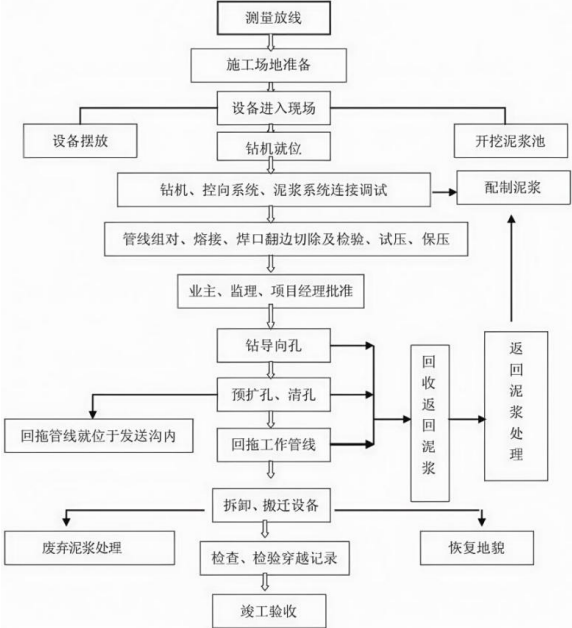 测量放线
施工场地准备
设备进入现场
设备摆放
开挖泥浆池
钻机就位
钻机、控向系统、泥浆系统连接调试
配制泥浆
管线组对、熔接、焊口翻边切除及检验、试压、保压
业主、监理、项目经理批准
钻导向孔
回收返回泥浆
返回泥浆处理
预扩孔、清孔
回拖管线就位于发送沟内
回拖工作管线
拆卸、搬迁设备
废弃泥浆处理
恢复地貌
检查、检验穿越记录
竣工验收